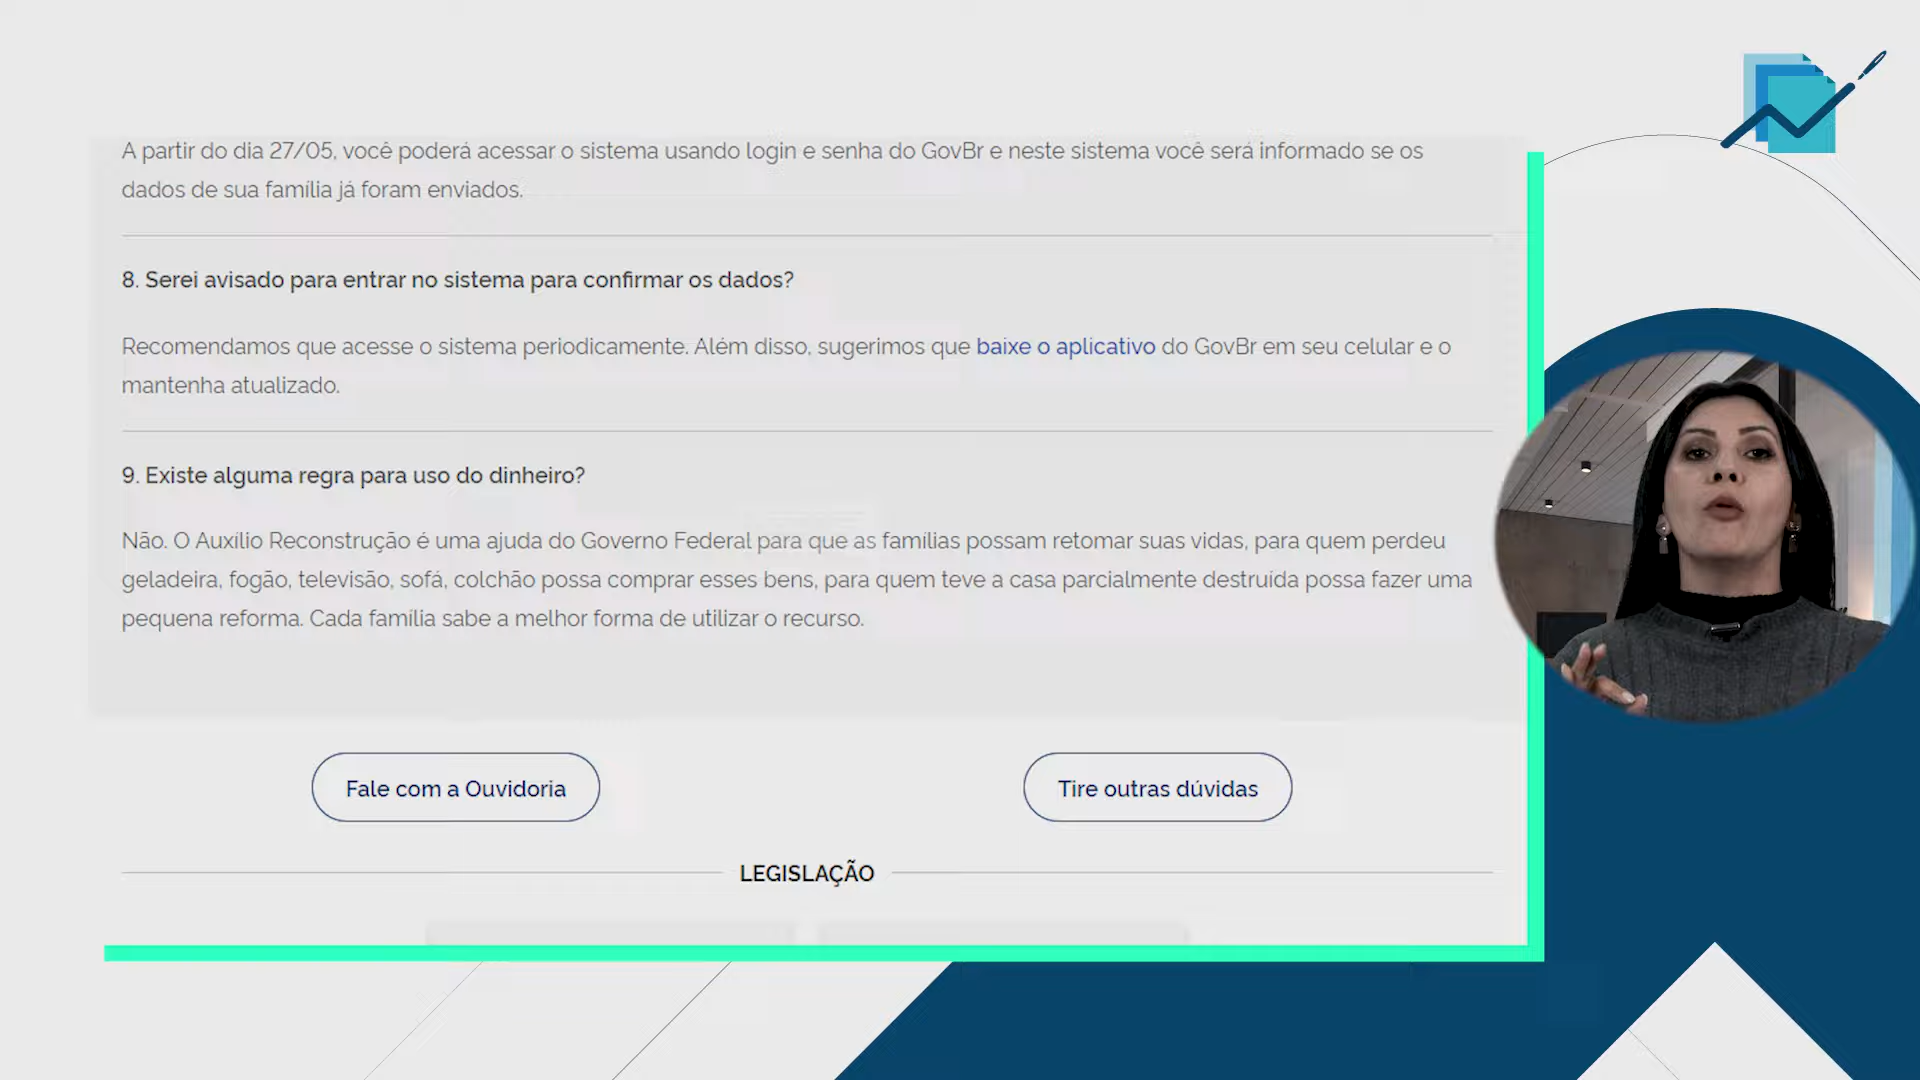 A partir do dia 27/05, você poderá acessar o sistema usando login e senha do GovBr e neste sistema você será informado se os
dados de sua família já foram enviados.
8. Serei avisado para entrar no sistema para confirmar os dados?
Recomendamos que acesse o sistema periodicamente. Além disso, sugerimos que baixe o aplicativo do GovBr em seu celular e o
mantenha atualizado.
9. Existe alguma regra para uso do dinheiro?
Não. O Auxílio Reconstrução é uma ajuda do Governo Federal para que as famílias possam retomar suas vidas, para quem perdeu
geladeira, fogão, televisão, sofá, colchão possa comprar esses bens, para quem teve a casa parcialmente destruída possa fazer uma
pequena reforma. Cada família sabe a melhor forma de utilizar o recurso.
Fale com a Ouvidoria
Tire outras dúvidas
LEGISLAÇÃO